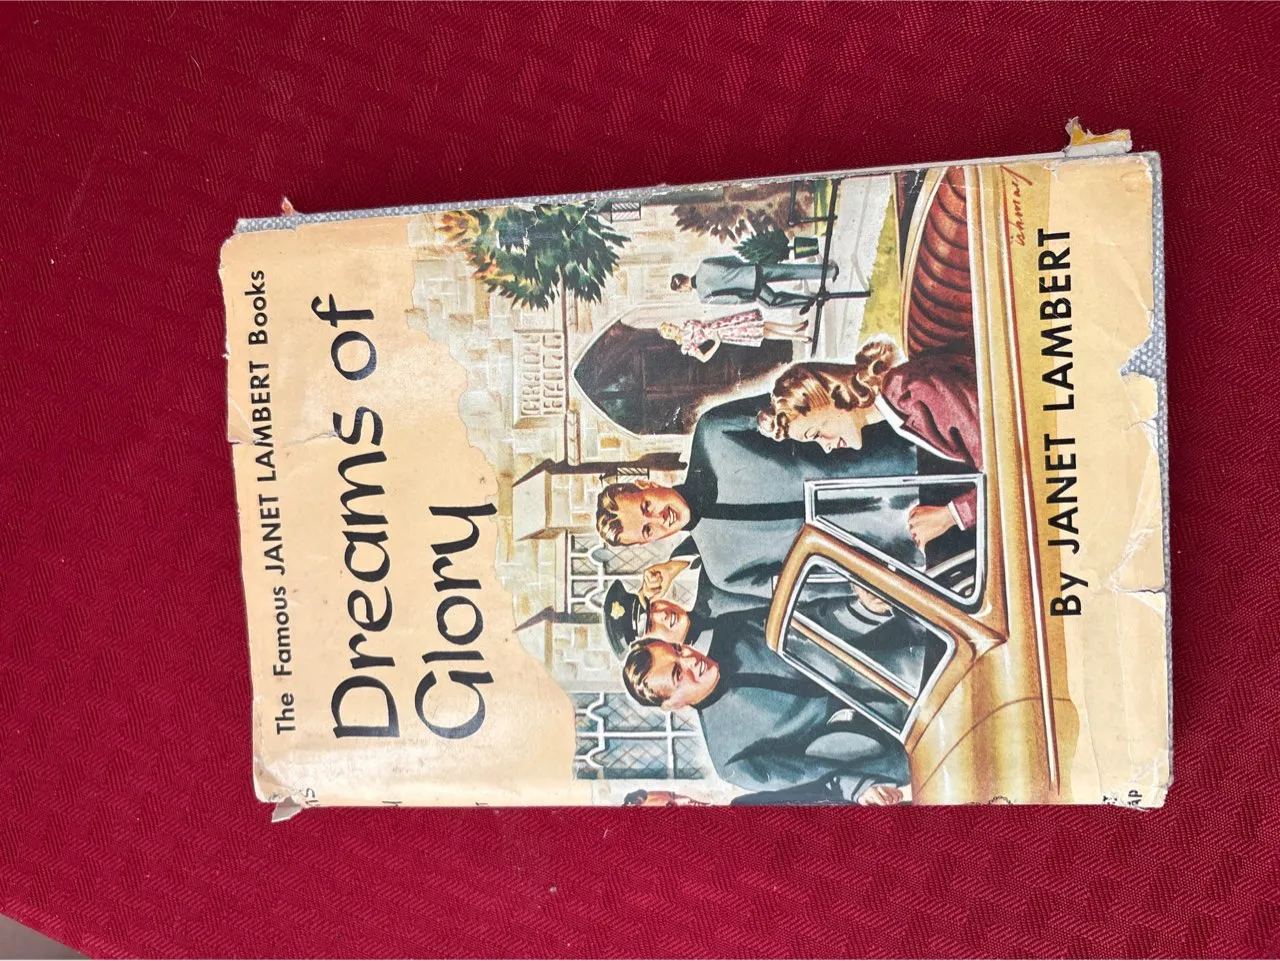 The Famous JANET LAMBERT Books
Dreams of
Glory
By JANET LAMBERT